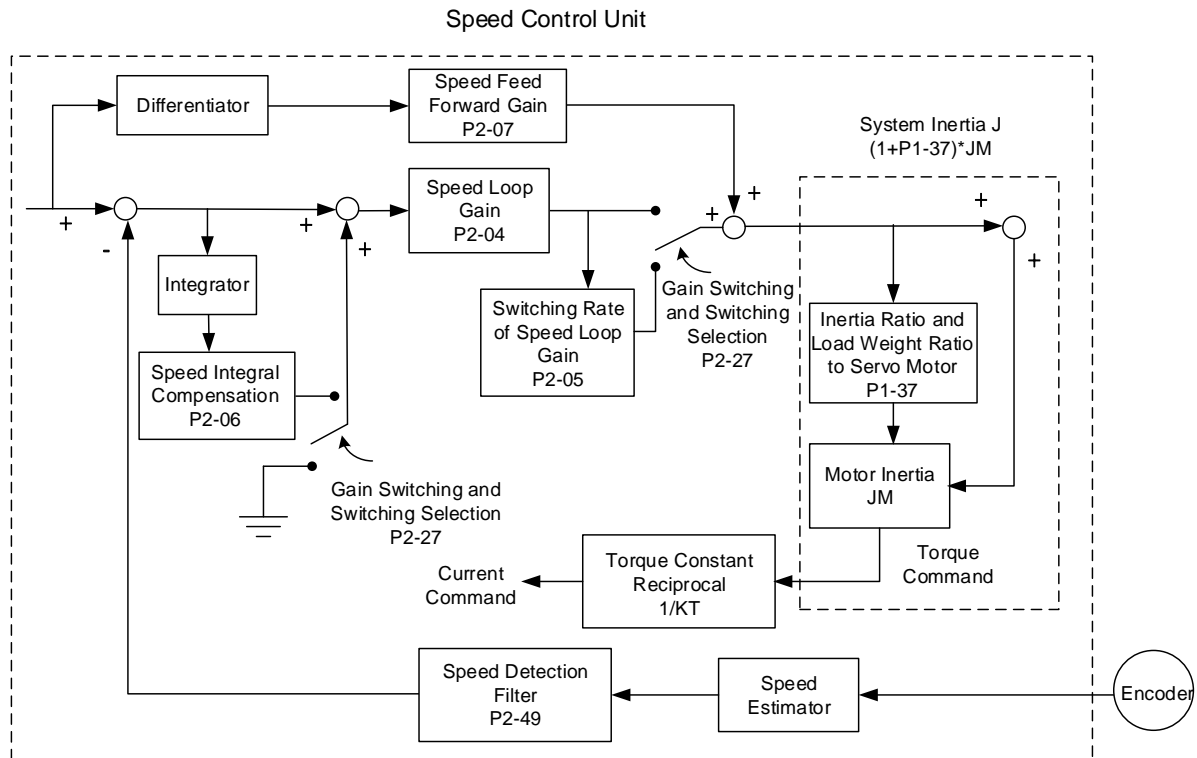 Speed Control Unit
Differentiator
Speed Feed
Forward Gain
P2-07
System Inertia J
(1+P1-37)*JM
+
-
Integrator
Speed Integral
Compensation
P2-06
+
+
Speed Loop
Gain
P2-04
Switching Rate
of Speed Loop
Gain
P2-05
+
+
Gain Switching
and Switching
Selection
P2-27
+
+
Inertia Ratio and
Load Weight Ratio
to Servo Motor
P1-37
Motor Inertia
JM
Gain Switching and
Switching Selection
P2-27
Current
Command
Torque Constant
Reciprocal
1/KT
Torque
Command
Speed Detection
Filter
P2-49
Speed
Estimator
Encoder